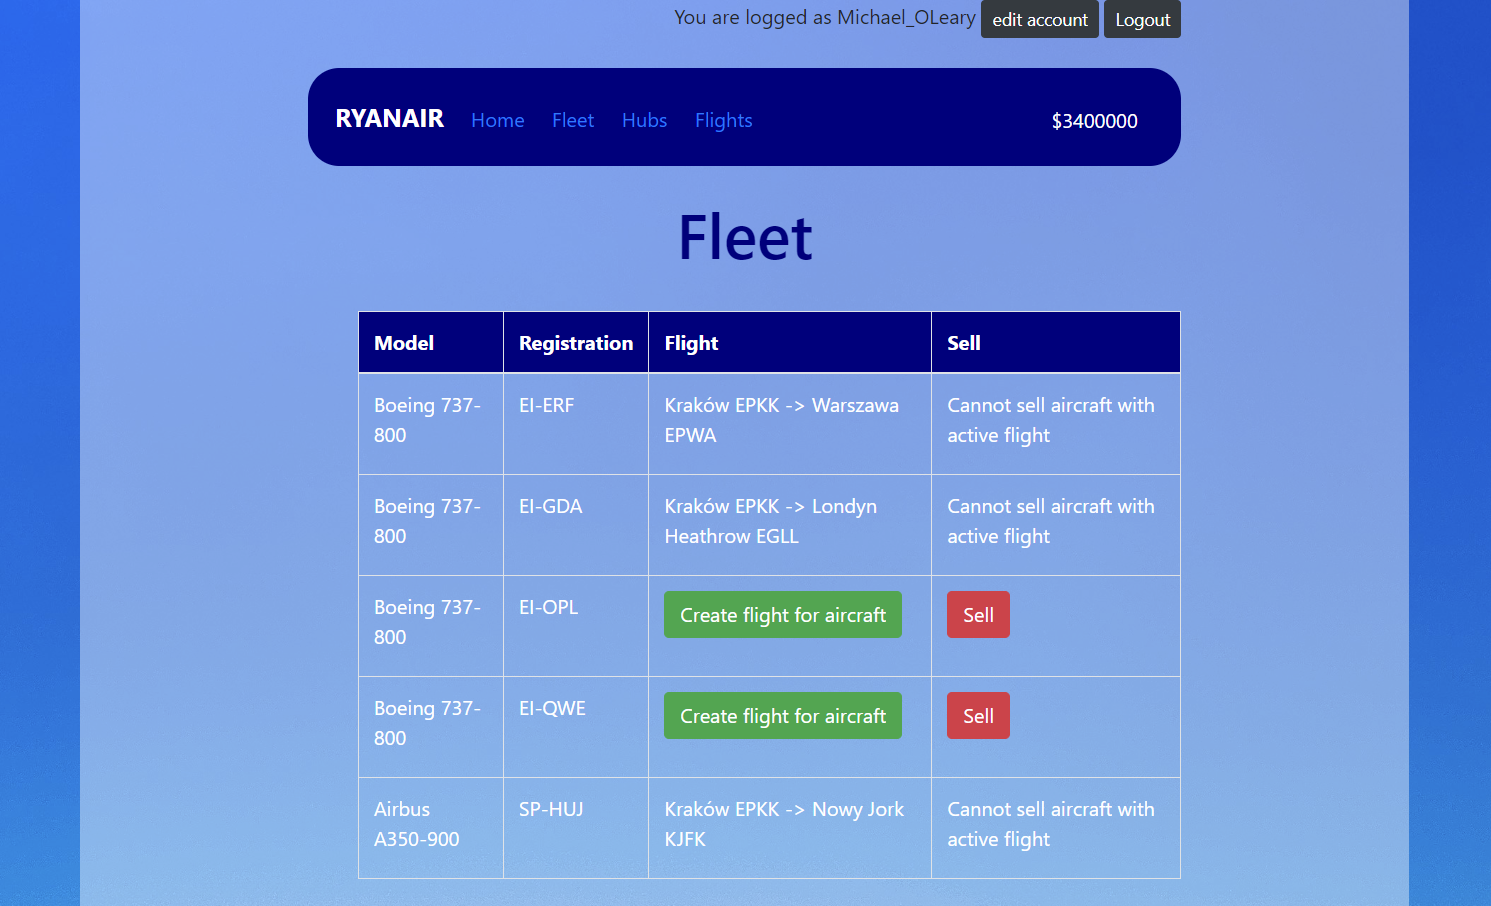 You are logged as Michael_OLeary edit account Logout
RYANAIR Home Fleet Hubs Flights $3400000
Fleet
Model Registration Flight Sell
Boeing 737- EI-ERF Kraków EPKK -> Warszawa Cannot sell aircraft with
800 EPWA active flight
Boeing 737- EI-GDA Kraków EPKK -> Londyn Cannot sell aircraft with
800 Heathrow EGLL active flight
Boeing 737- EI-OPL Create flight for aircraft Sell
800
Boeing 737- EI-QWE Create flight for aircraft Sell
800
Airbus SP-HUJ Kraków EPKK -> Nowy Jork Cannot sell aircraft with
A350-900 KJFK active flight